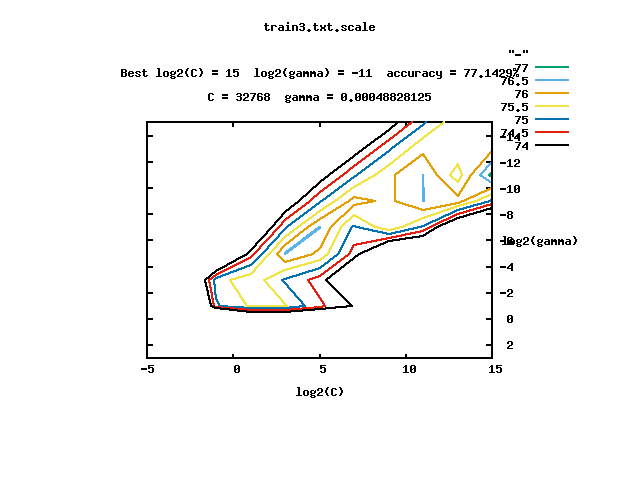 train3.txt.scale
"_"
Best log2(C) = 15 log2(gamma) = -11 accuracy = 77.1429%
77
76.5
C = 32768 gamma = 0.00048828125
76
75.5
75
74.5
74
-14
-12
-10
-8
-6
log2(gamma)
-4
-2
0
2
-5 0 5 10 15
log2(C)